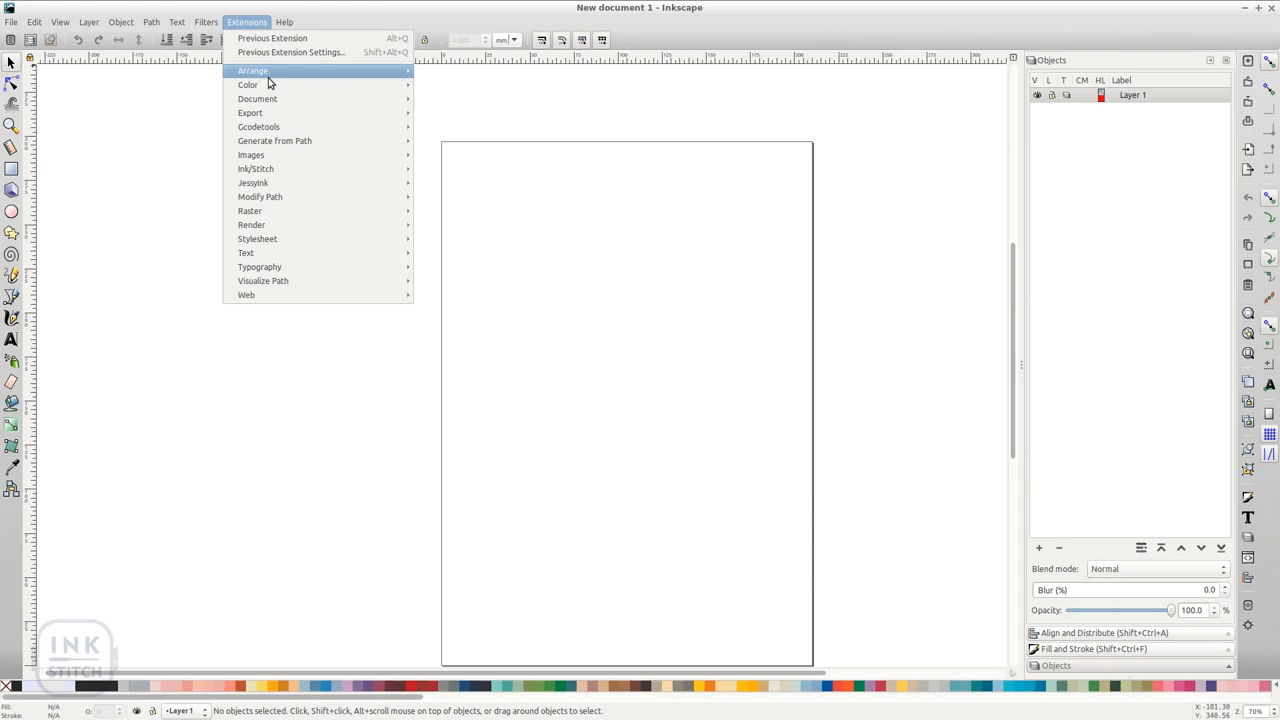 New document 1 - Inkscape
File Edit View Layer Object Path Text Filters Extensions Help
Previous Extension Alt+Q
Previous Extension Settings... Shift+Alt+Q
Arrange
Color
Document
Export
Gcodetools
Generate from Path
Images
Ink/Stitch
JessyInk
Modify Path
Raster
Render
Stylesheet
Text
Typography
Visualize Path
Web
mm
Objects
V L T CM HL Label
Layer 1
Blend mode: Normal
Blur (%) 0.0
Opacity: 100.0 %
Align and Distribute (Shift+Ctrl+A)
Fill and Stroke (Shift+Ctrl+F)
Objects
INK
STITCH
Fill: N/A
Stroke: N/A
O:
•Layer 1
No objects selected. Click, Shift+click, Alt+scroll mouse on top of objects, or drag around objects to select.
X: -101.30
Y: 340.56
Z: 70%